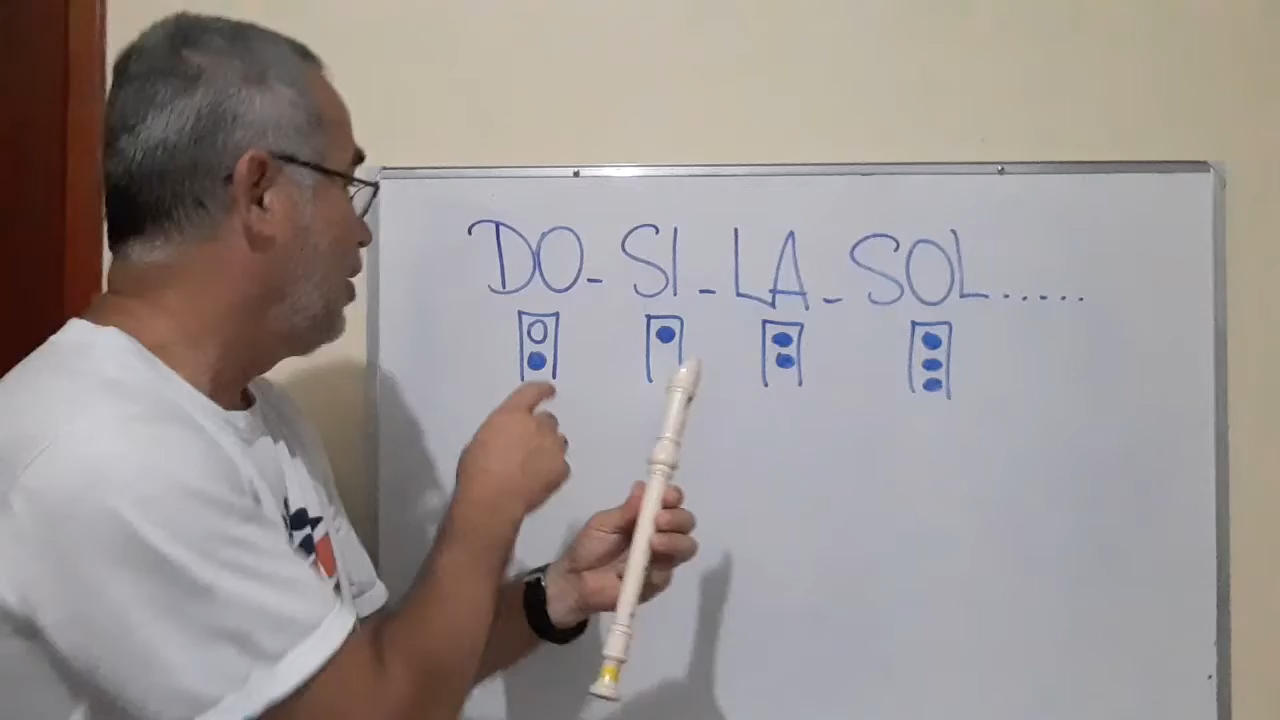 DO - SI - LA - SOL.....